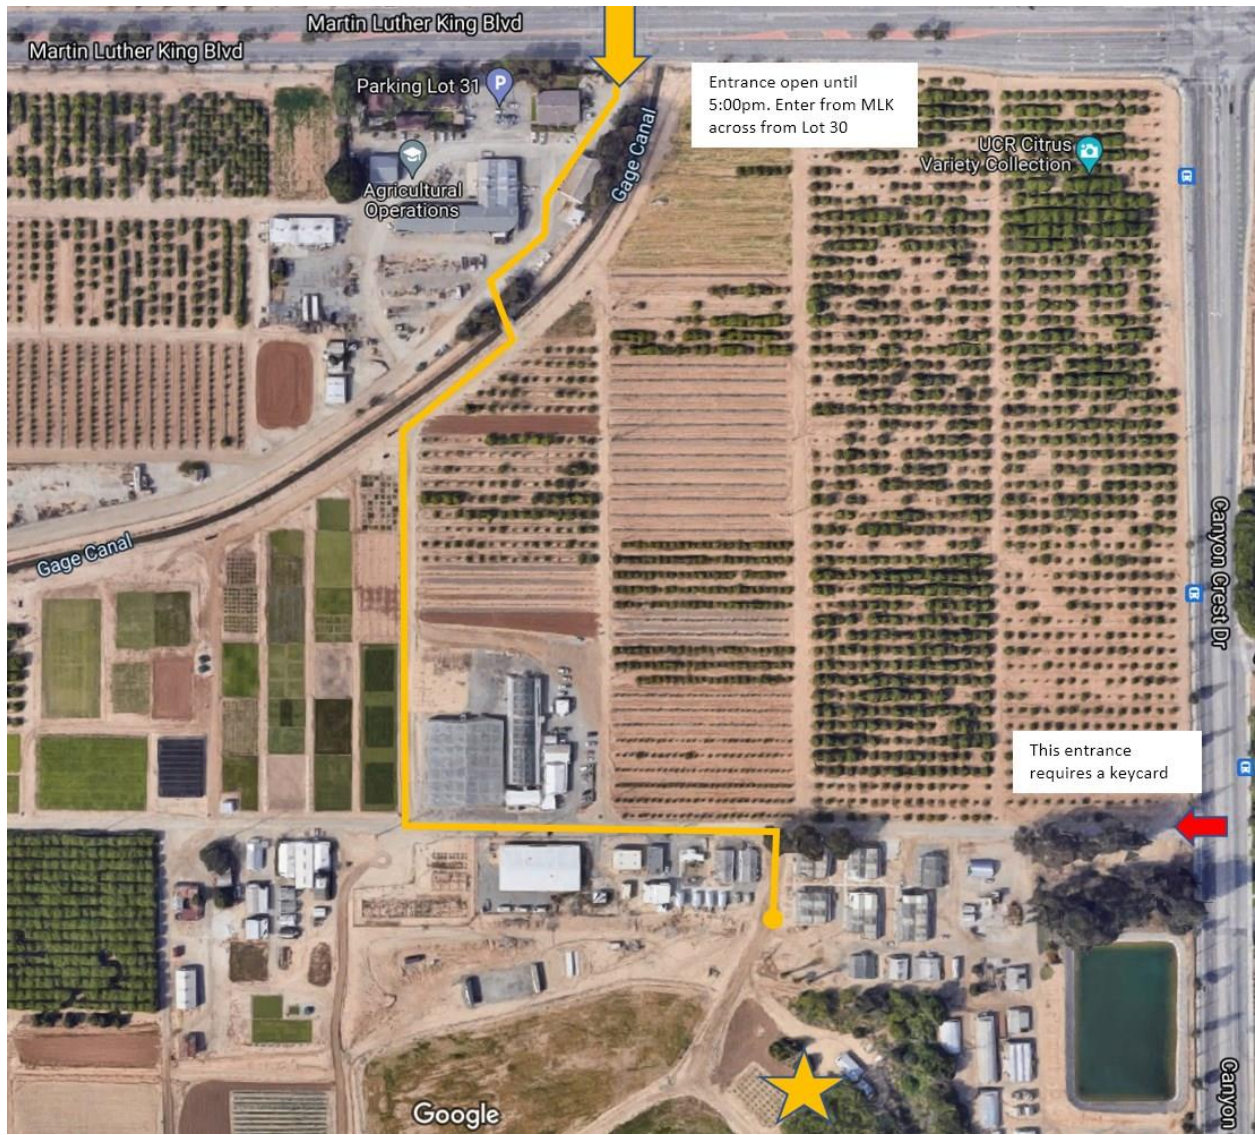 Martin Luther King Blvd
Martin Luther King Blvd
Parking Lot 31
P
Entrance open until
5:00pm. Enter from MLK
across from Lot 30
Gage Canal
UCR Citrus
Variety Collection
Agricultural
Operations
Gage Canal
Canyon Crest Dr
This entrance
requires a keycard
Google
Canyon